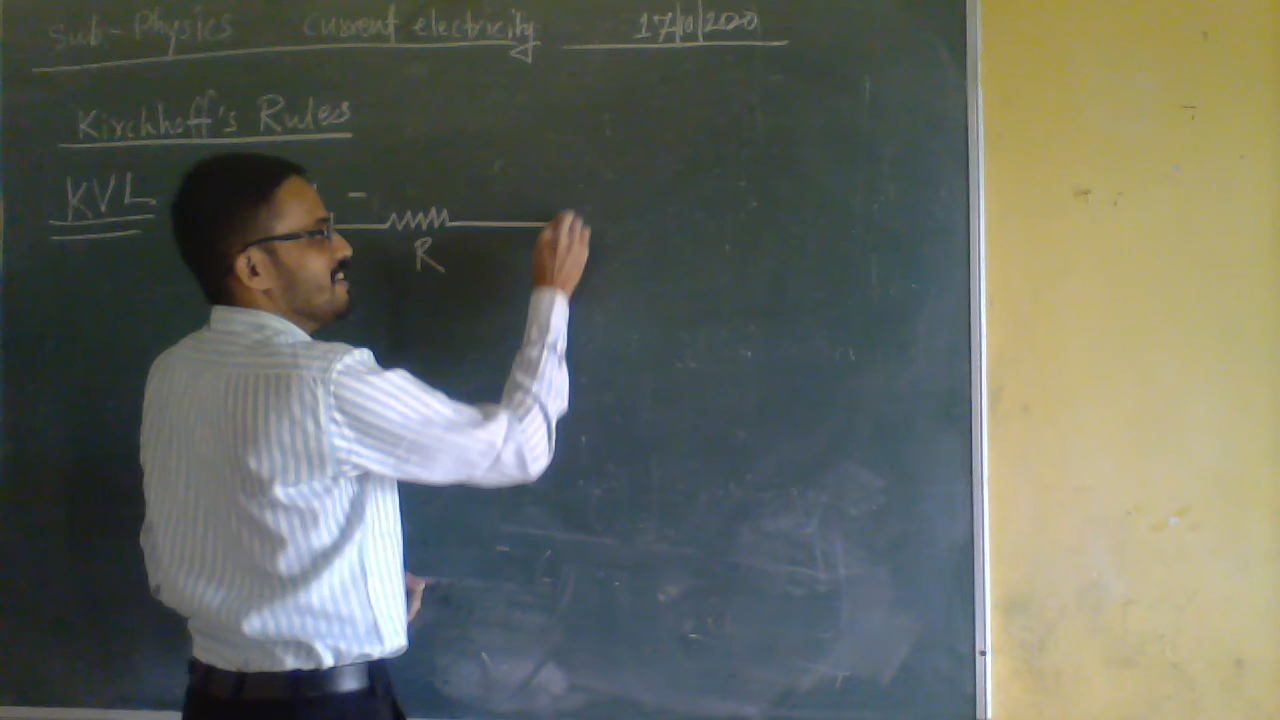 Sub-Physics Current electricity 17/10/2020
Kirchhoff's Rules
KVL -
R